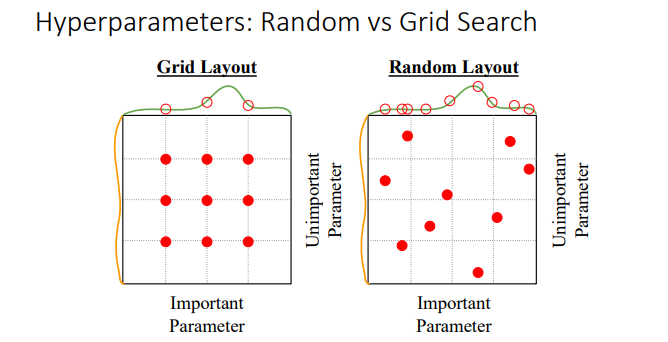 Hyperparameters: Random vs Grid Search
Grid Layout
Random Layout
Unimportant
Parameter
Unimportant
Parameter
Important
Parameter
Important
Parameter